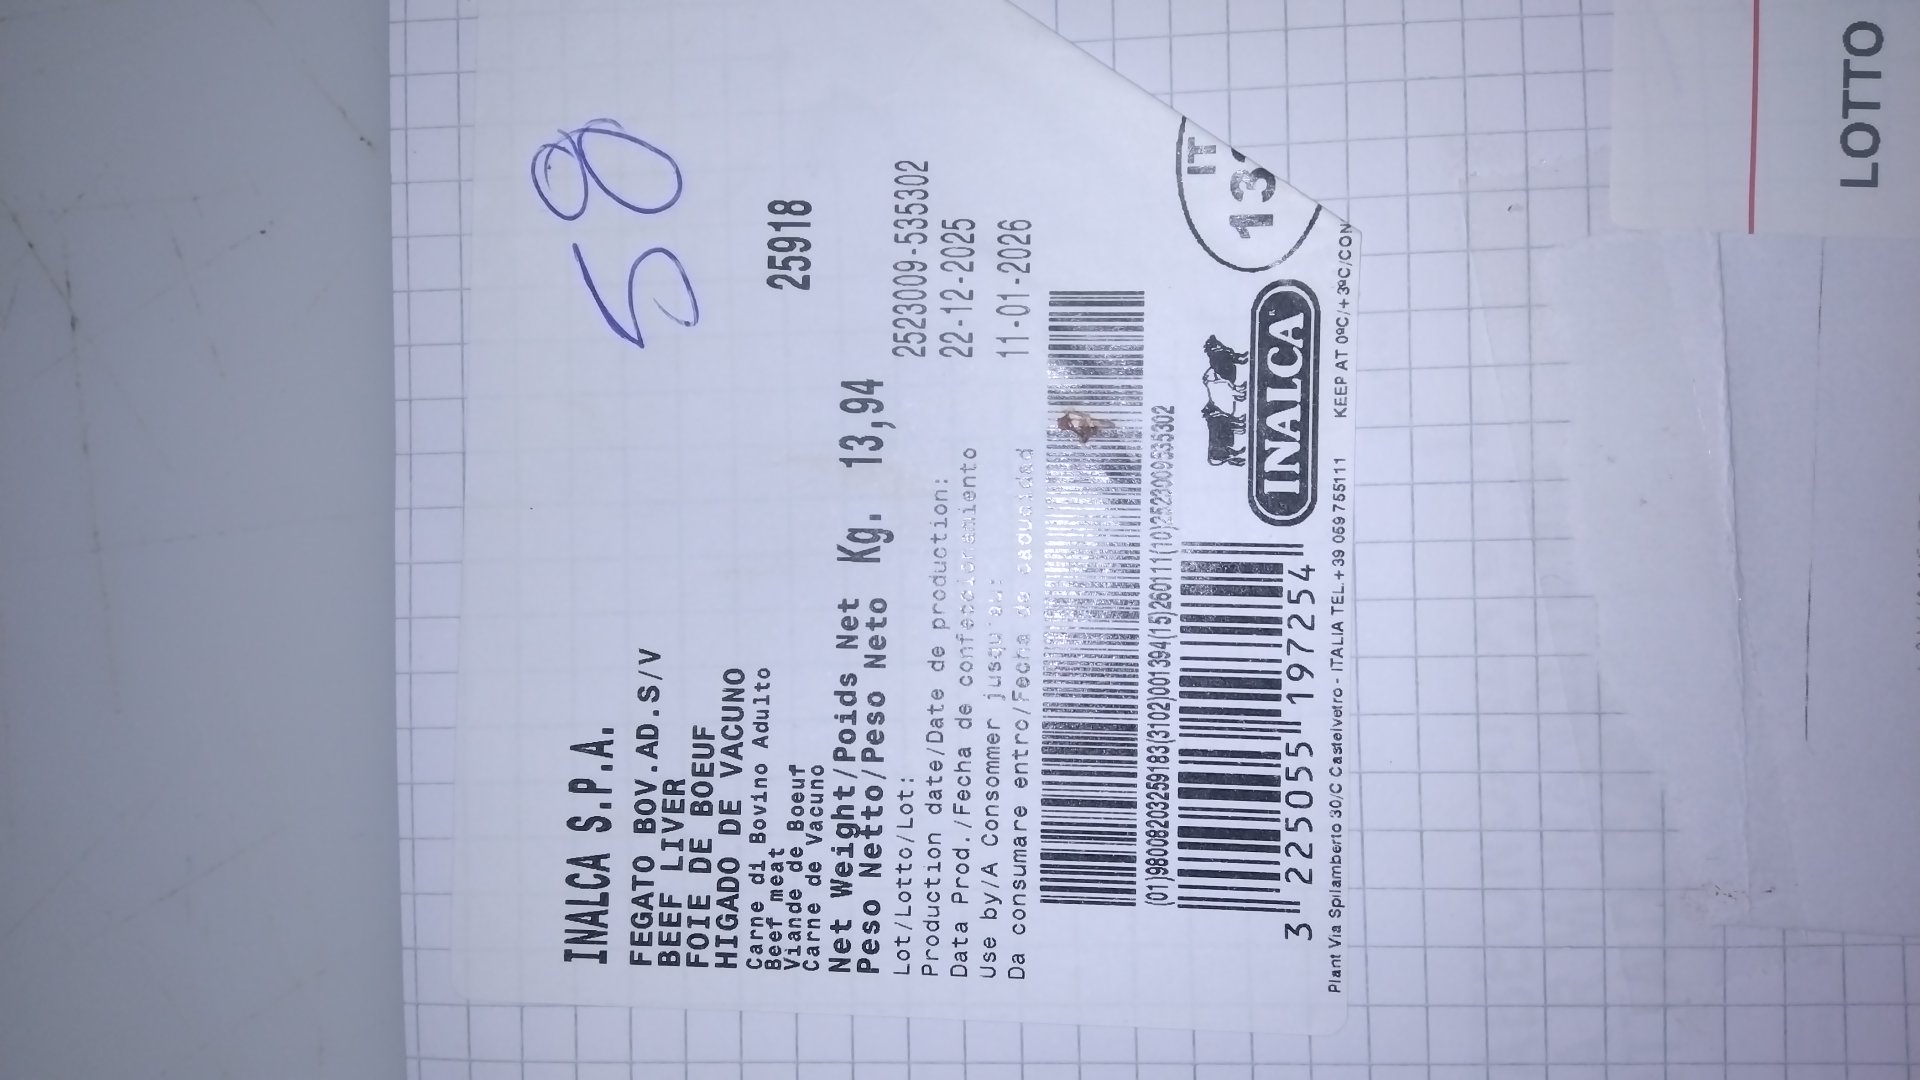 58
INALCA S.P.A.
FEGATO BOV.AD.S/V
BEEF LIVER
FOIE DE BOEUF
HIGADO DE VACUNO
Carne di Bovino Adulto
Beef meat
25918
Viande de Boeuf
Carne de Vacuno
Net Weight/Poids Net
Peso Netto/Peso Neto Kg. 13,94
Lot/Lotto/Lot: 2523009-535302
Production date/Date de production:
Data Prod./Fecha de confeccionamiento 22-12-2025
Use by/A Consommer jusqu'au:
Da consumare entro/Fecha de caducidad 11-01-2026
(01)98008203259183(3102)001394(15)260111(10)2523009535302
3 225055 197254
INALCA
IT
Plant Via Spilamberto 30/C Castelvetro - ITALIA TEL.+39 059755111 KEEP AT 0ºC/+3ºC/CON
LOTTO